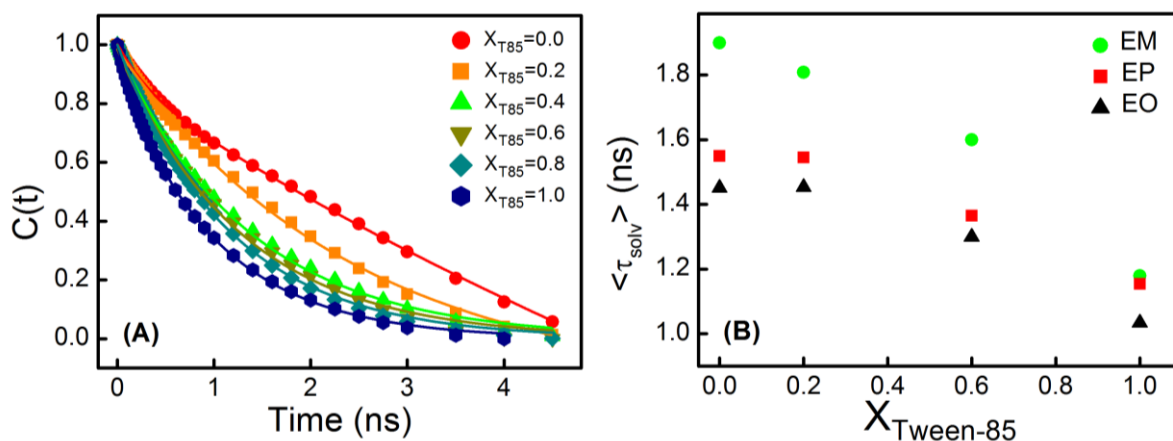 C(t)
1.0
0.8
0.6
0.4
0.2
0.0
X_T85=0.0
X_T85=0.2
X_T85=0.4
X_T85=0.6
X_T85=0.8
X_T85=1.0
(A)
0 1 2 3 4
Time (ns)
<τ_solv> (ns)
1.8
1.6
1.4
1.2
1.0
EM
EP
EO
(B)
0.0 0.2 0.4 0.6 0.8 1.0
X_Tween-85